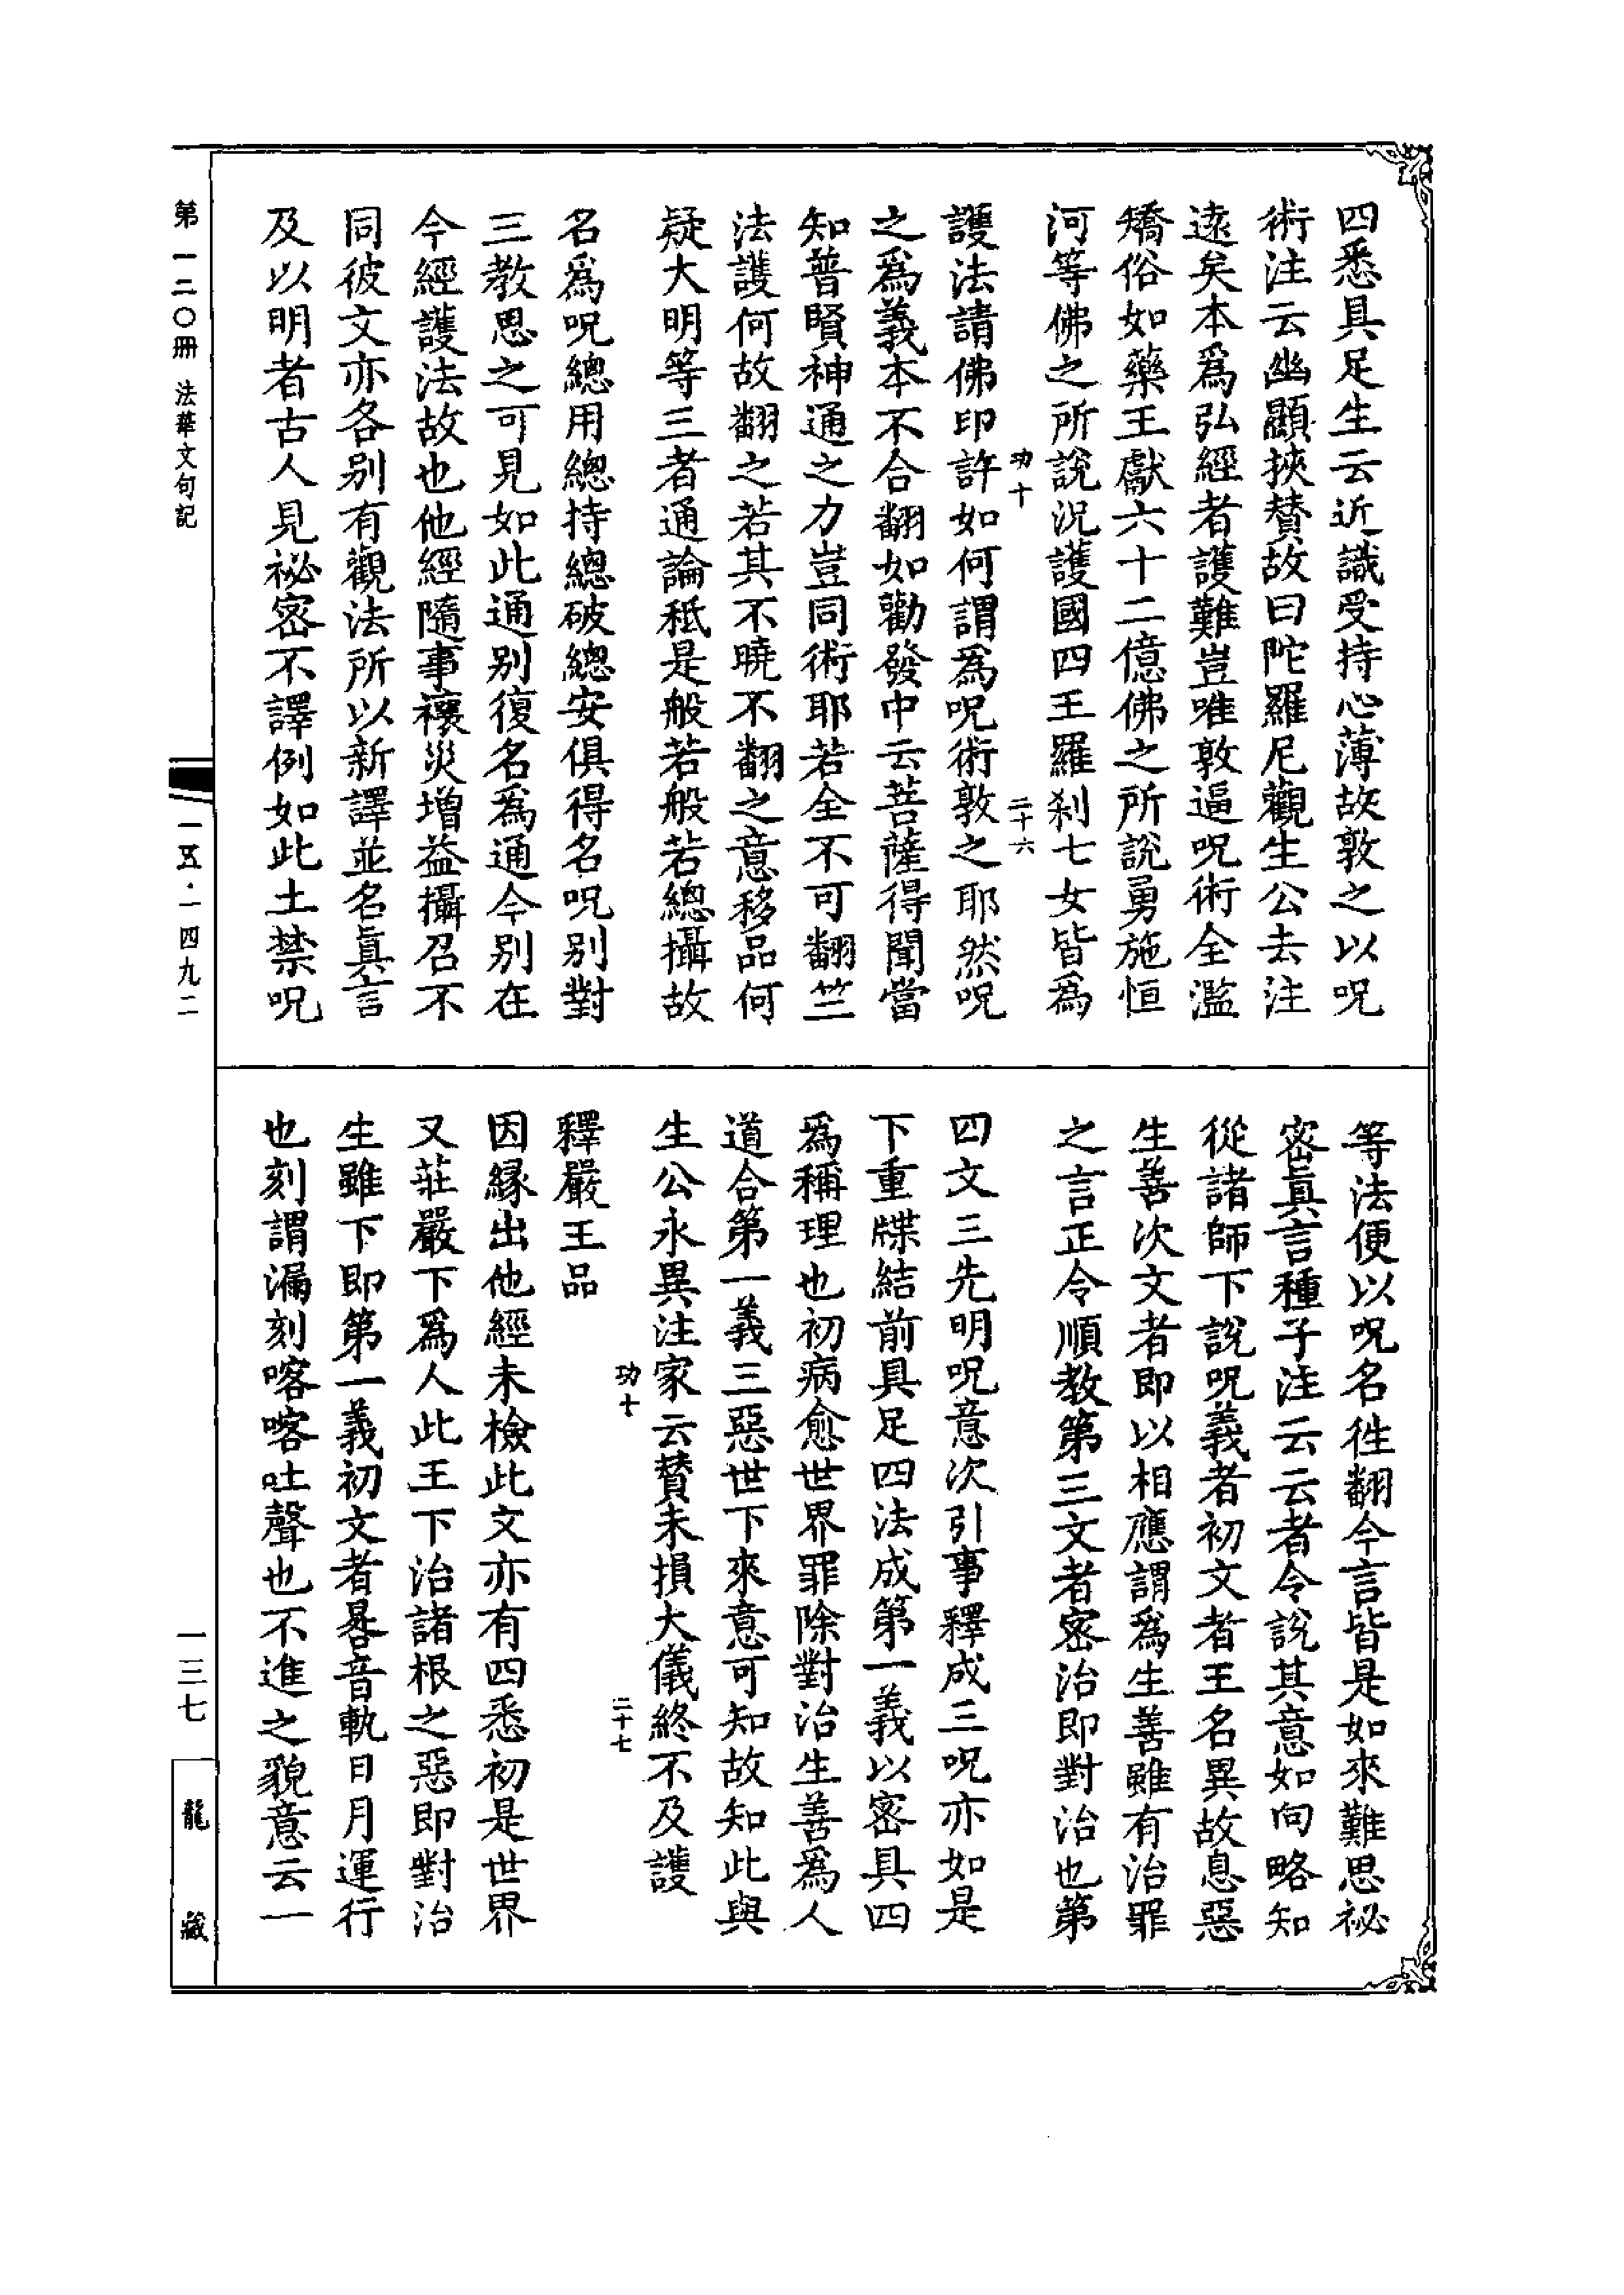 四悉具足生云近識受持心薄故敦之以呪
術注云幽顯挾賛故曰陀羅尼觀生公去注
遠矣本爲弘經者護難豈唯敦逼呪術全濫
矯俗如藥王獻六十二億佛之所說勇施恒
河等佛之所說況護國四王羅刹七女皆爲
功十
二十六
護法請佛印許如何謂爲呪術敦之耶然呪
之爲義本不合翻如勸發中云菩薩得聞當
知普賢神通之力豈同術耶若全不可翻竺
法護何故翻之若其不曉不翻之意移品何
疑大明等三者通論秖是般若般若總攝故
名爲呪總用總持總破總安俱得名呪別對
三教思之可見如此通別復名爲通今別在
今經護法故也他經隨事禳災增益攝召不
同彼文亦各別有觀法所以新譯並名眞言
及以明者古人見祕密不譯例如此土禁呪
等法便以呪名徃翻今言皆是如來難思祕
密眞言種子注云云者令說其意如向略知
從諸師下說呪義者初文者王名異故息惡
生善次文者即以相應謂爲生善雖有治罪
之言正令順教第三文者密治即對治也第
四文三先明呪意次引事釋成三呪亦如是
下重牒結前具足四法成第一義以密具四
爲稱理也初病愈世界罪除對治生善爲人
道合第一義三惡世下來意可知故知此與
生公永異注家云賛未損大儀終不及護
功十
二十七
釋嚴王品
因緣出他經未檢此文亦有四悉初是世界
又莊嚴下爲人此王下治諸根之惡即對治
生雖下即第一義初文者晷音軌日月運行
也刻謂漏刻喀喀吐聲也不進之貌意云一
第一二〇冊 法華文句記
一五·一四九二
一三七
龍藏